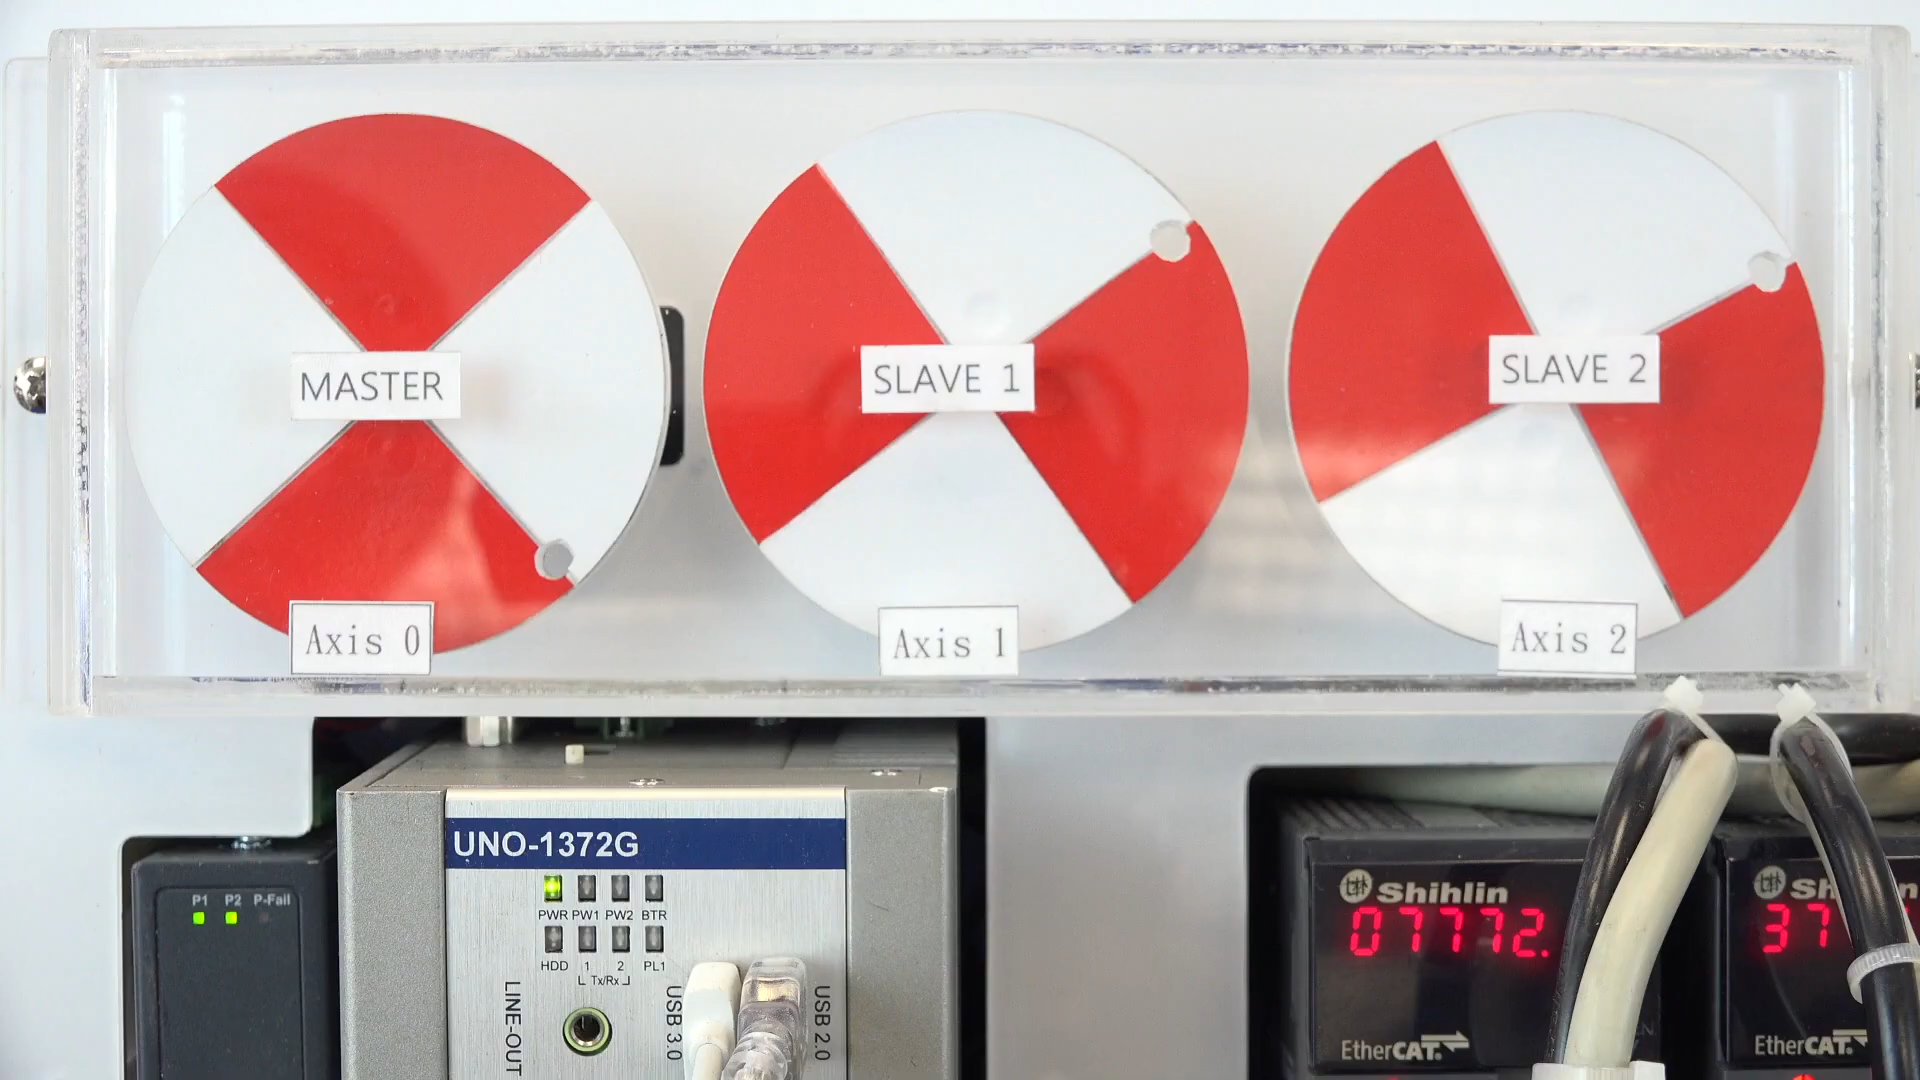 MASTER
SLAVE 1
SLAVE 2
Axis 0
Axis 1
Axis 2
UNO-1372G
P1 P2 P-Fail
PWR PW1 PW2 BTR
HDD 1 2 PL1
Tx/Rx
LINE-OUT
USB 3.0
USB 2.0
Shihlin
07772.
EtherCAT
Sh
37
EtherCAT